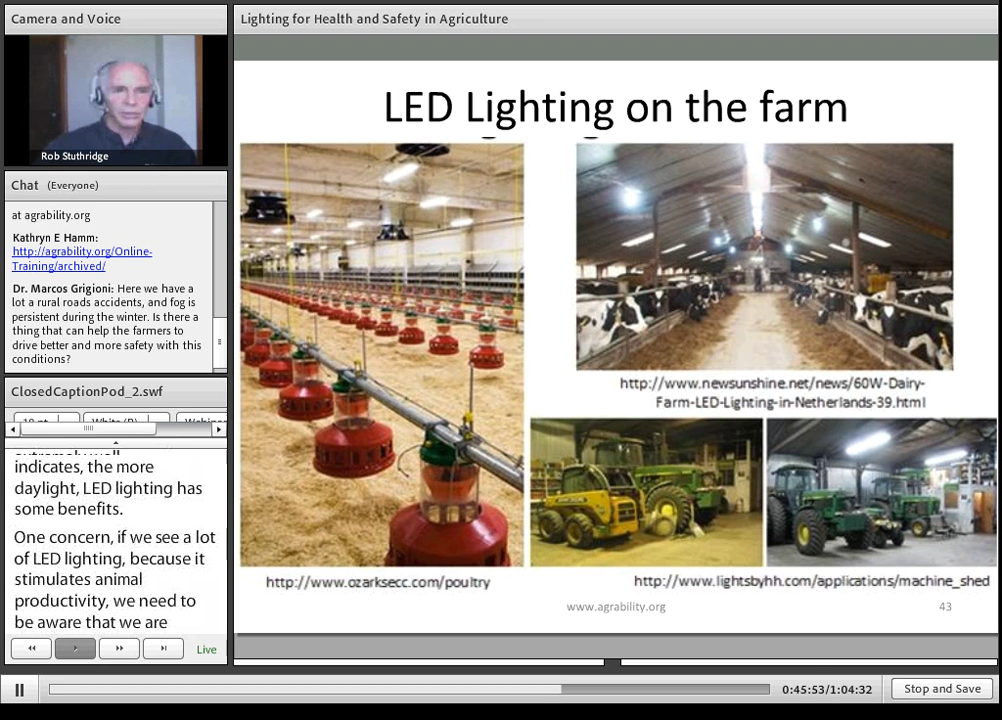 Camera and Voice
Rob Stuthridge
Chat (Everyone)
at agrability.org
Kathryn E Hamm:
http://agrability.org/Online-
Training/archived/
Dr. Marcos Grigioni: Here we have a
lot a rural roads accidents, and fog is
persistent during the winter. Is there a
thing that can help the farmers to
drive better and more safety with this
conditions?
ClosedCaptionPod_2.swf
indicates, the more
daylight, LED lighting has
some benefits.
One concern, if we see a lot
of LED lighting, because it
stimulates animal
productivity, we need to
be aware that we are
Live
Lighting for Health and Safety in Agriculture
LED Lighting on the farm
http://www.newsunshine.net/news/60W-Dairy-
Farm-LED-Lighting-in-Netherlands-39.html
http://www.ozarksecc.com/poultry
http://www.lightsbyhh.com/applications/machine_shed
www.agrability.org
43
0:45:53/1:04:32
Stop and Save